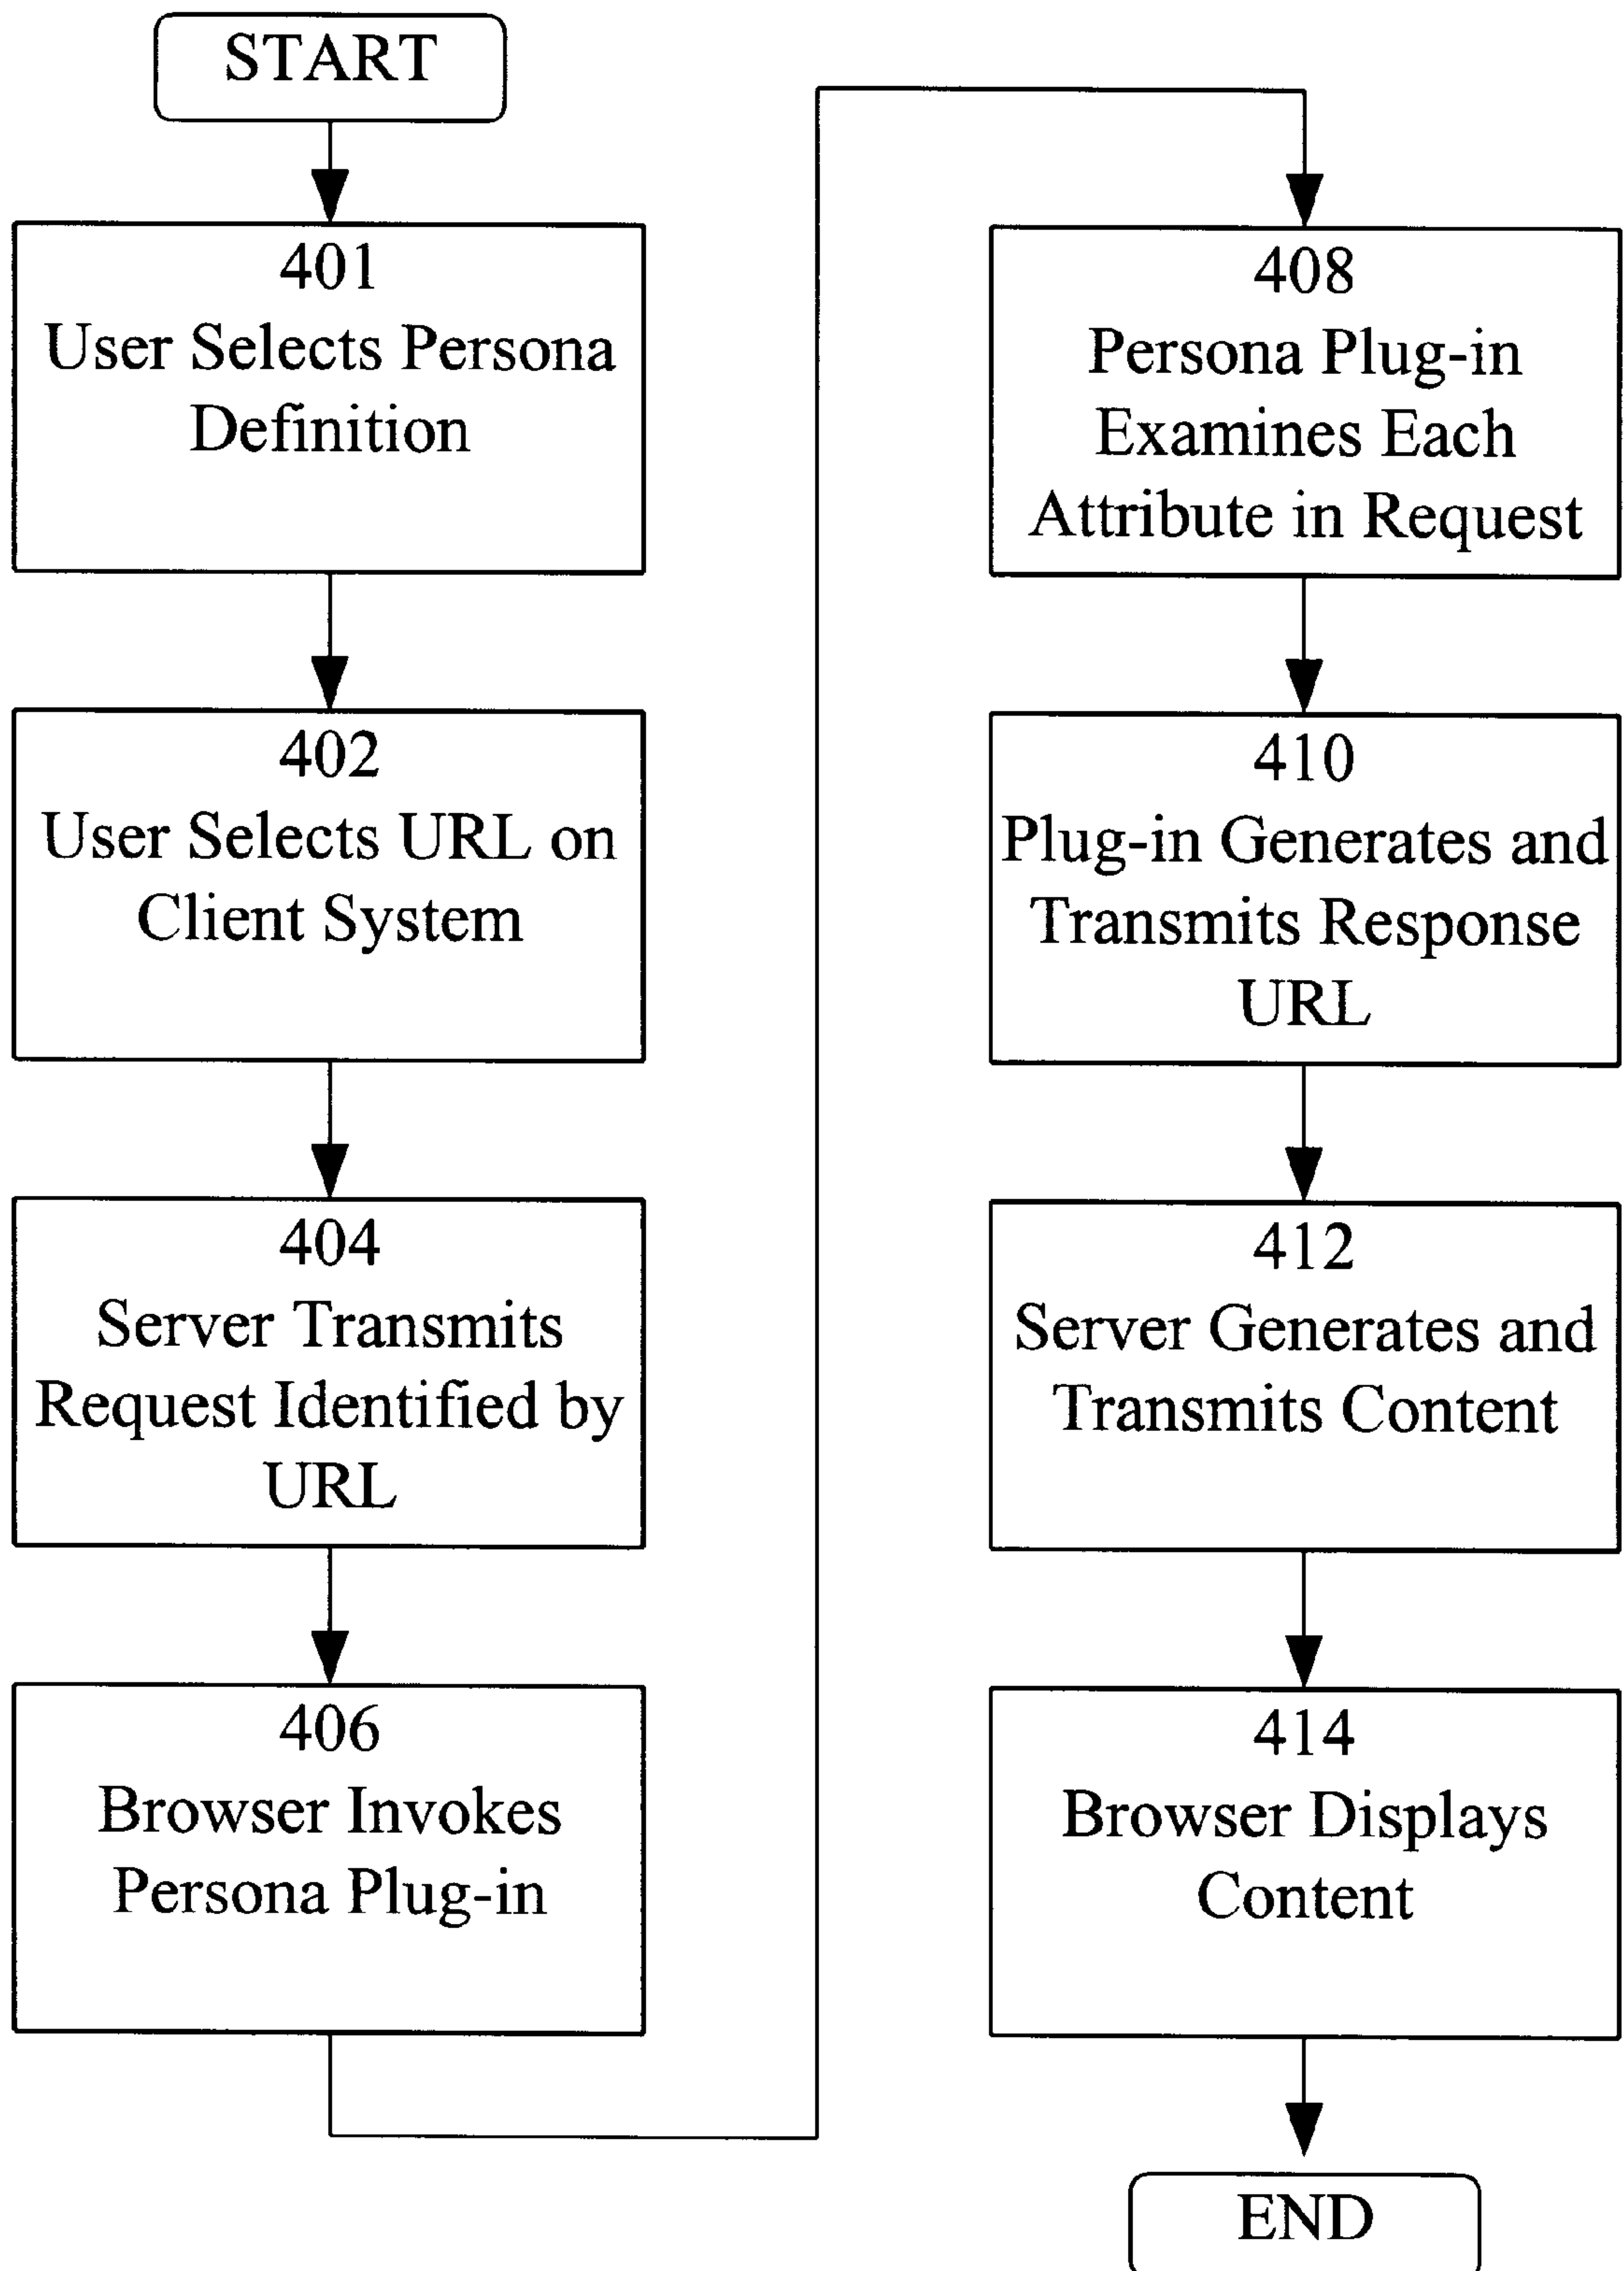 START
401
User Selects Persona
Definition
402
User Selects URL on
Client System
404
Server Transmits
Request Identified by
URL
406
Browser Invokes
Persona Plug-in
408
Persona Plug-in
Examines Each
Attribute in Request
410
Plug-in Generates and
Transmits Response
URL
412
Server Generates and
Transmits Content
414
Browser Displays
Content
END